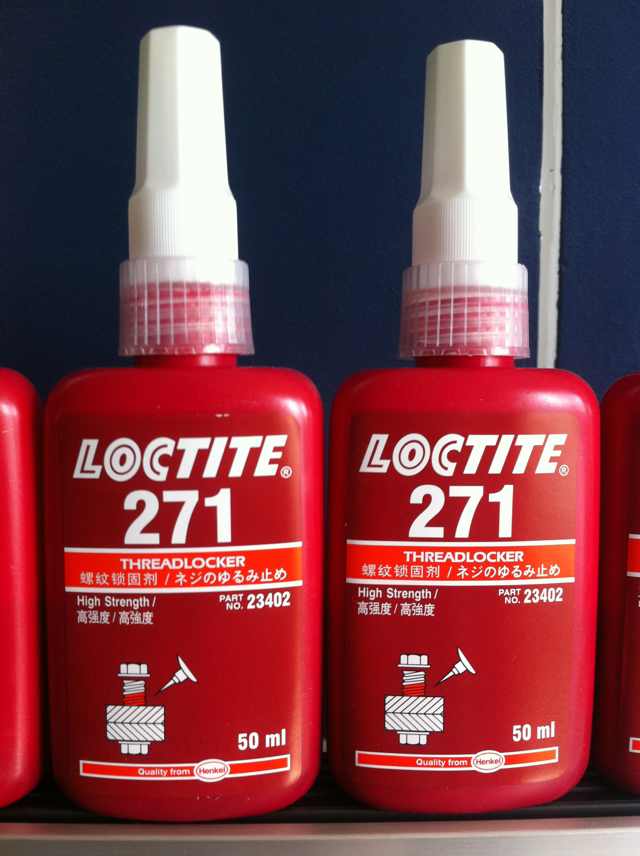 LOCTITE®
271
THREADLOCKER
螺纹锁固剂 / ネジのゆるみ止め
High Strength / PART NO. 23402
高强度 / 高強度
50 ml
Quality from Henkel
LOCTITE®
271
THREADLOCKER
螺纹锁固剂 / ネジのゆるみ止め
High Strength / PART NO. 23402
高强度 / 高強度
50 ml
Quality from Henkel